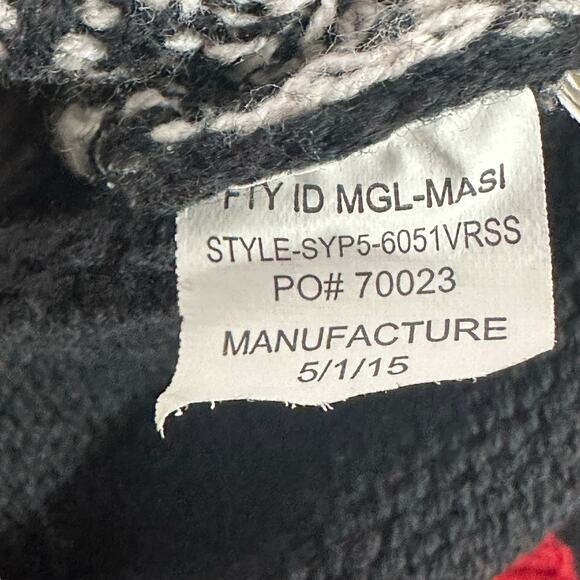 FTY ID MGL-MASI
STYLE-SYP5-6051VRSS
PO# 70023
MANUFACTURE
5/1/15